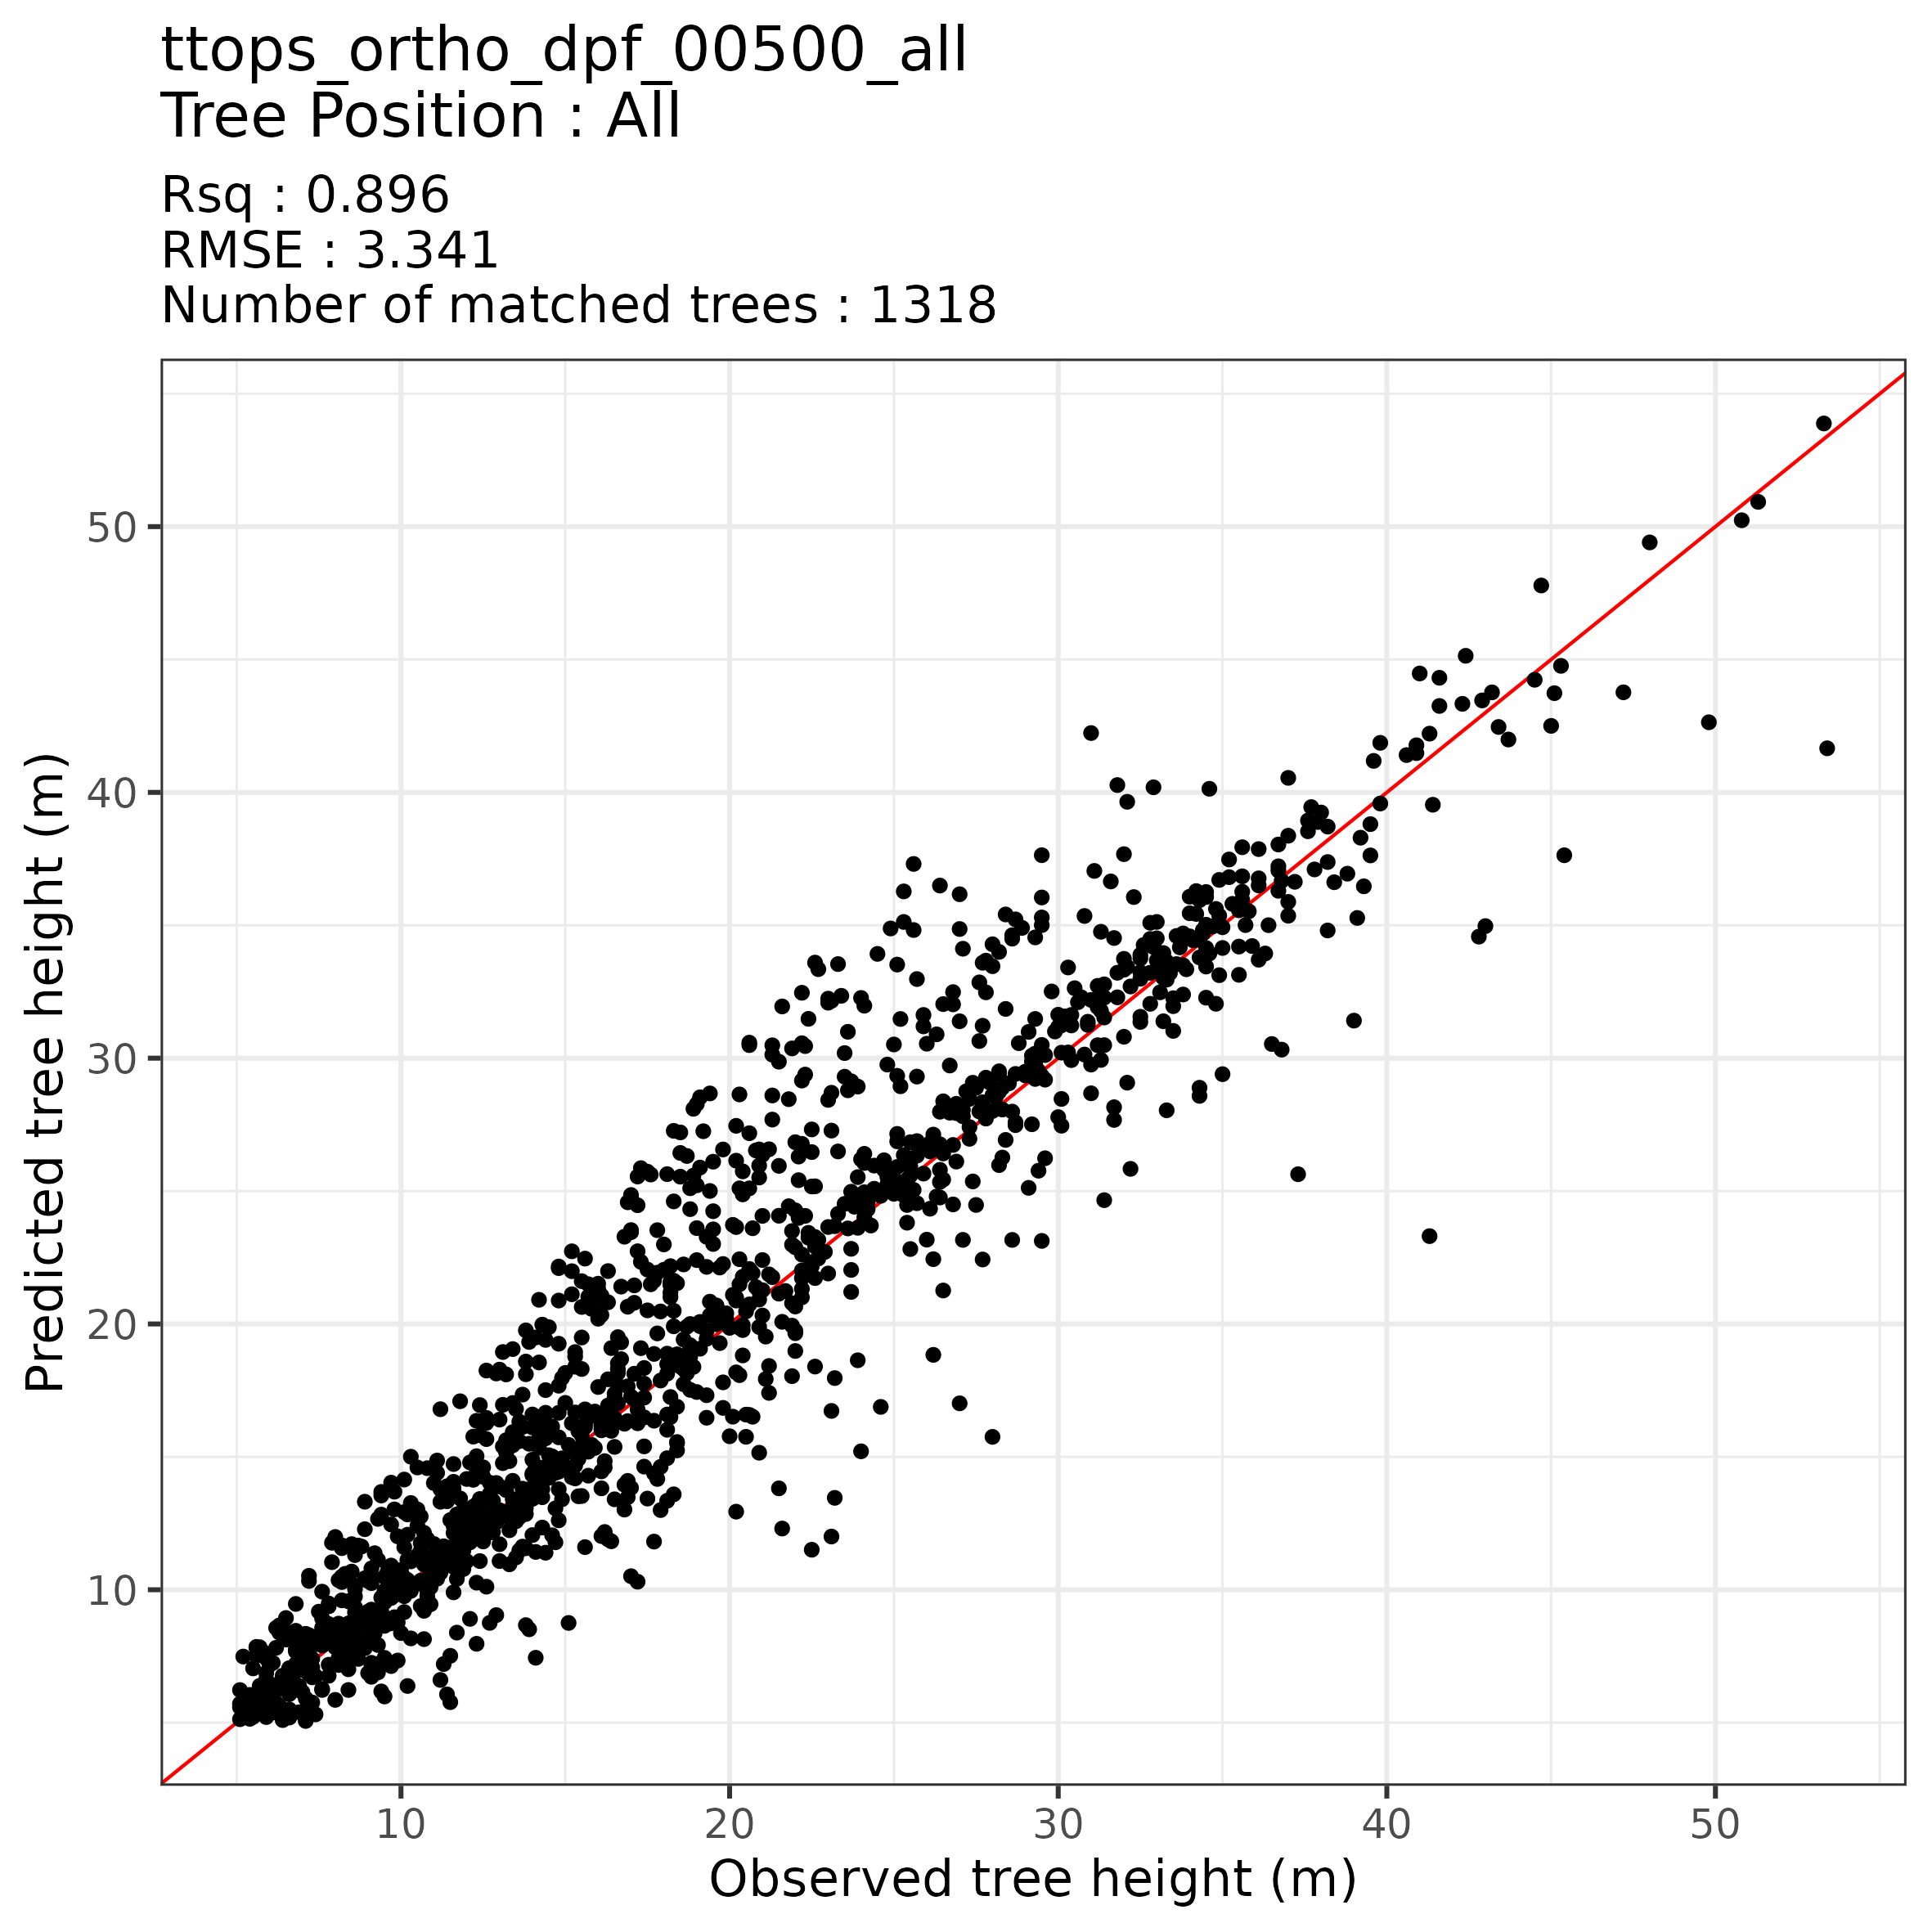 ttops_ortho_dpf_00500_all
Tree Position : All
Rsq : 0.896
RMSE : 3.341
Number of matched trees : 1318
Predicted tree height (m)
50
40
30
20
10
10 20 30 40 50
Observed tree height (m)